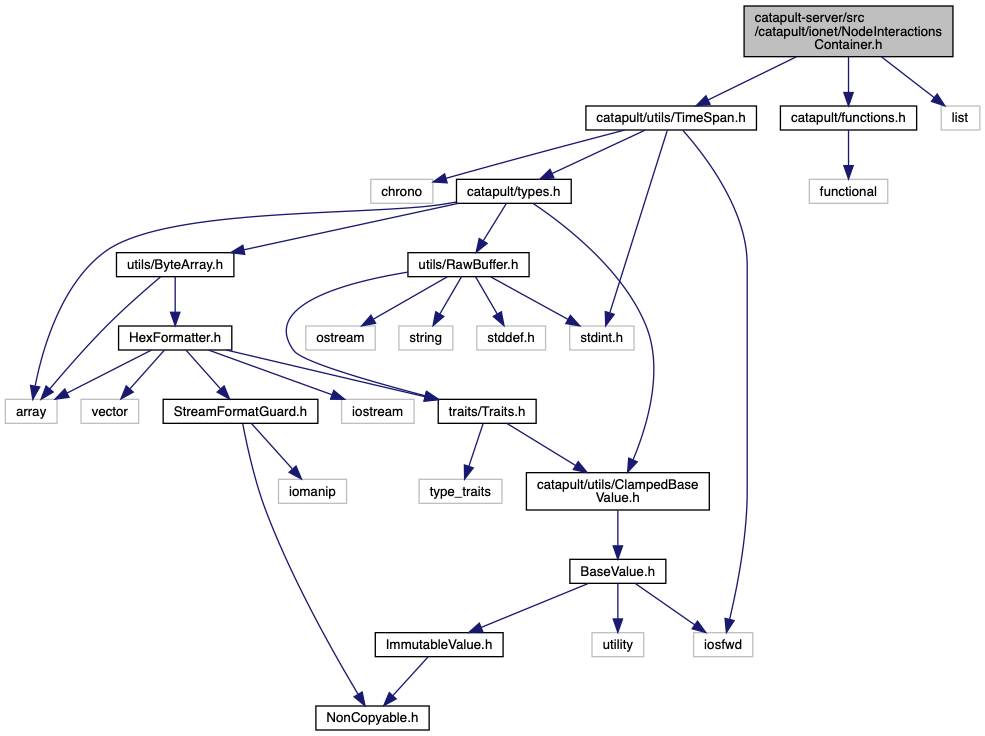 catapult-server/src
/catapult/ionet/NodeInteractions
Container.h
catapult/utils/TimeSpan.h
catapult/functions.h
list
chrono
catapult/types.h
functional
utils/ByteArray.h
utils/RawBuffer.h
HexFormatter.h
ostream
string
stddef.h
stdint.h
array
vector
StreamFormatGuard.h
iostream
traits/Traits.h
iomanip
type_traits
catapult/utils/ClampedBase
Value.h
BaseValue.h
ImmutableValue.h
utility
iosfwd
NonCopyable.h